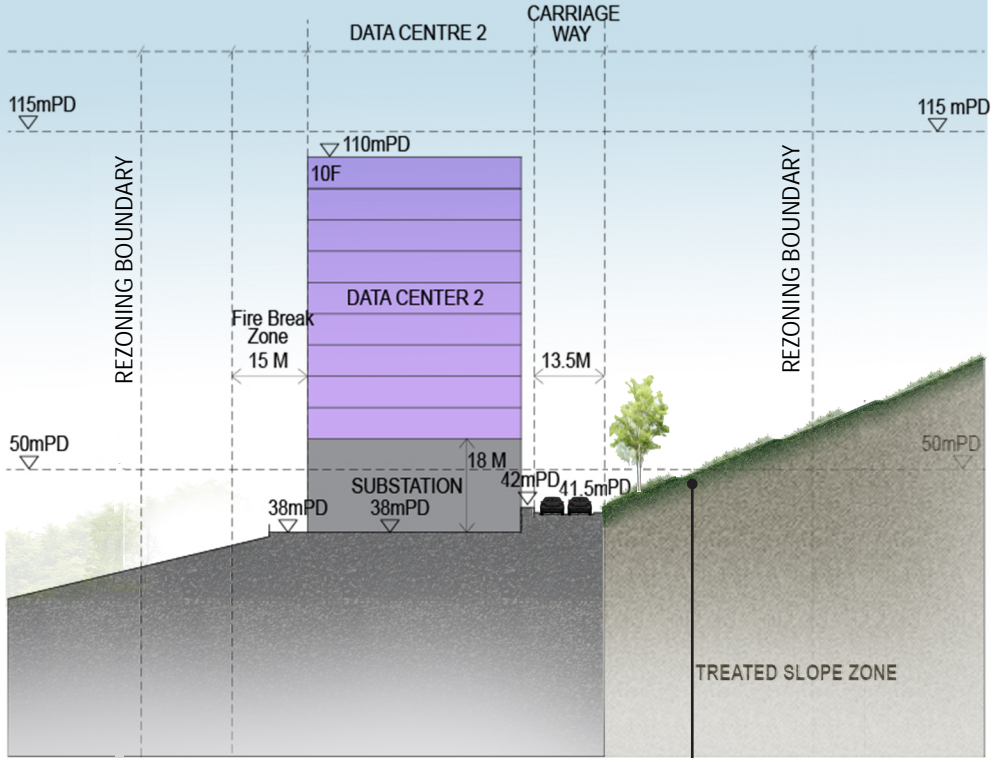 CARRIAGE
WAY
DATA CENTRE 2
115mPD
115 mPD
110mPD
10F
REZONING BOUNDARY
REZONING BOUNDARY
DATA CENTER 2
Fire Break
Zone
15 M
13.5M
50mPD
50mPD
18 M
SUBSTATION
42mPD
41.5mPD
38mPD
38mPD
TREATED SLOPE ZONE